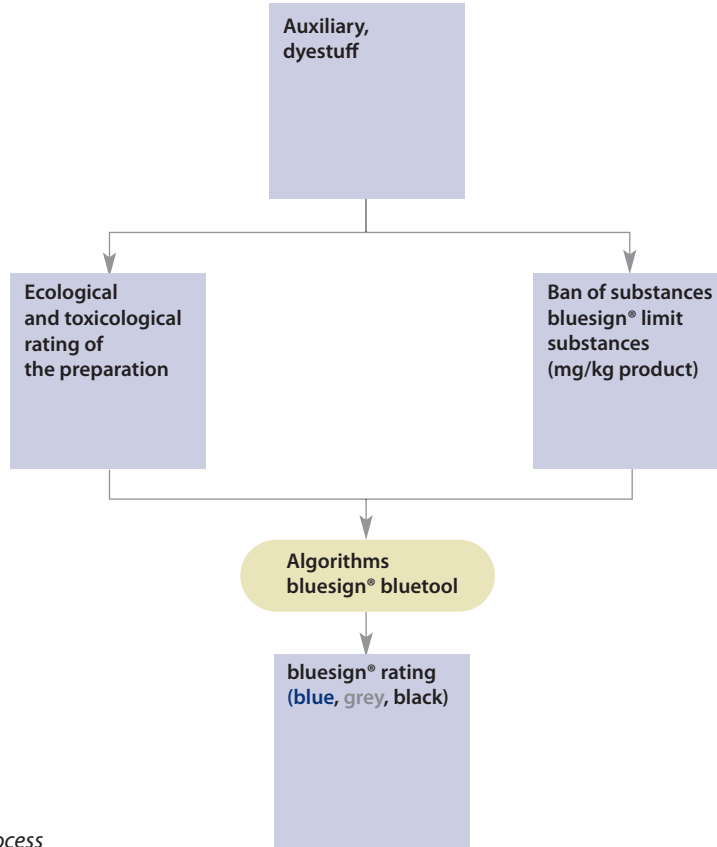 Auxiliary,
dyestuff
Ecological
and toxicological
rating of
the preparation
Ban of substances
bluesign® limit
substances
(mg/kg product)
Algorithms
bluesign® bluetool
bluesign® rating
(blue, grey, black)
ocess